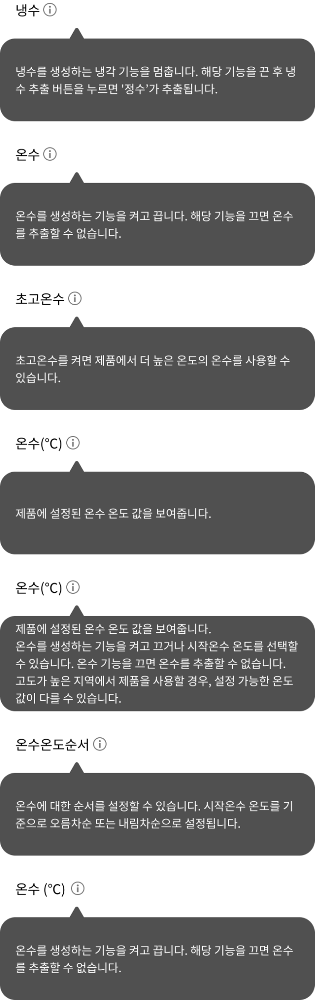 냉수
냉수를 생성하는 냉각 기능을 멈춥니다. 해당 기능을 끈 후 냉
수 추출 버튼을 누르면 '정수’가 추출됩니다.
온수
온수를 생성하는 기능을 켜고 끕니다. 해당 기능을 끄면 온수
를 추출할 수 없습니다.
초고온수
초고온수를 켜면 제품에서 더 높은 온도의 온수를 사용할 수
있습니다.
온수(℃)
제품에 설정된 온수 온도 값을 보여줍니다.
온수(℃)
제품에 설정된 온수 온도 값을 보여줍니다.
온수를 생성하는 기능을 켜고 끄거나 시작온수 온도를 선택할
수 있습니다. 온수 기능을 끄면 온수를 추출할 수 없습니다.
고도가 높은 지역에서 제품을 사용할 경우, 설정 가능한 온도
값이 다를 수 있습니다.
온수온도순서
온수에 대한 순서를 설정할 수 있습니다. 시작온수 온도를 기
준으로 오름차순 또는 내림차순으로 설정됩니다.
온수 (℃)
온수를 생성하는 기능을 켜고 끕니다. 해당 기능을 끄면 온수
를 추출할 수 없습니다.